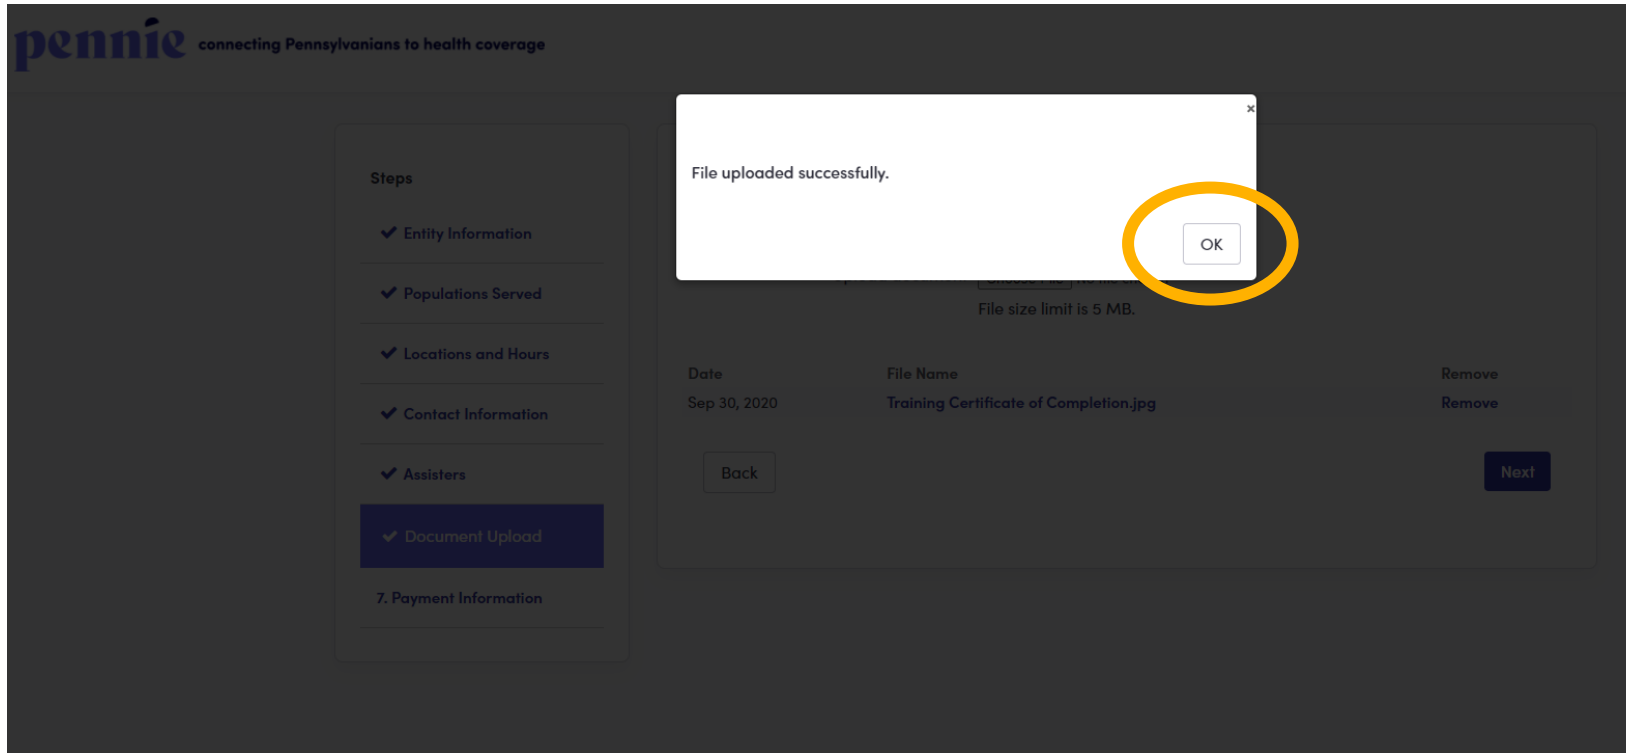 pennie connecting Pennsylvanians to health coverage
×
File uploaded successfully.
OK
Steps
Entity Information
Populations Served
Locations and Hours
Contact Information
Assisters
Document Upload
7. Payment Information
File size limit is 5 MB.
Date File Name Remove
Sep 30, 2020 Training Certificate of Completion.jpg Remove
Back Next